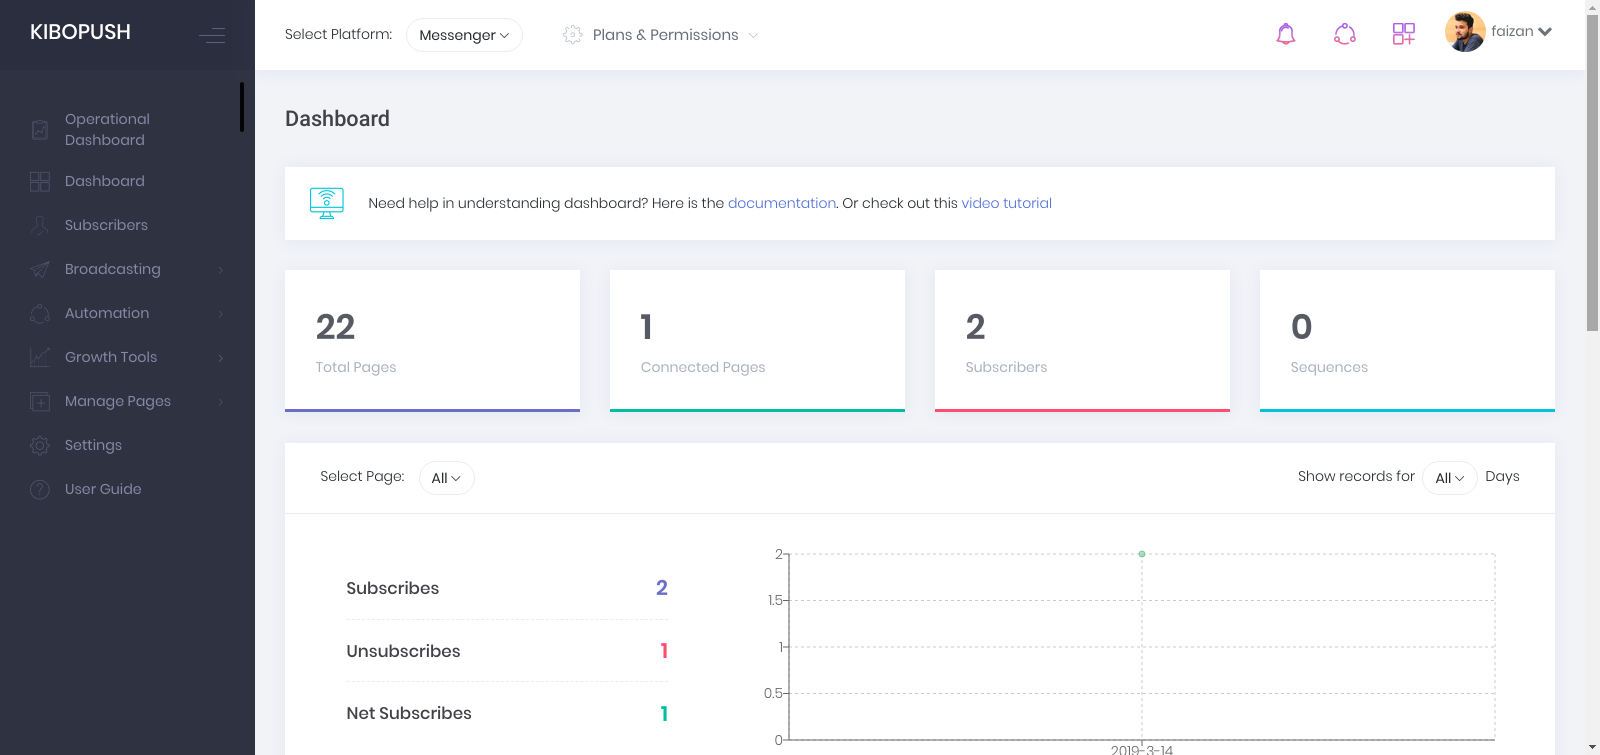 KIBOPUSH
Select Platform: Messenger
Plans & Permissions
faizan
Operational
Dashboard
Dashboard
Subscribers
Broadcasting
Automation
Growth Tools
Manage Pages
Settings
User Guide
Dashboard
Need help in understanding dashboard? Here is the documentation. Or check out this video tutorial
22
Total Pages
1
Connected Pages
2
Subscribers
0
Sequences
Select Page: All
Show records for All Days
Subscribes 2
Unsubscribes 1
Net Subscribes 1
2
1.5
1
0.5
0
2019-3-14